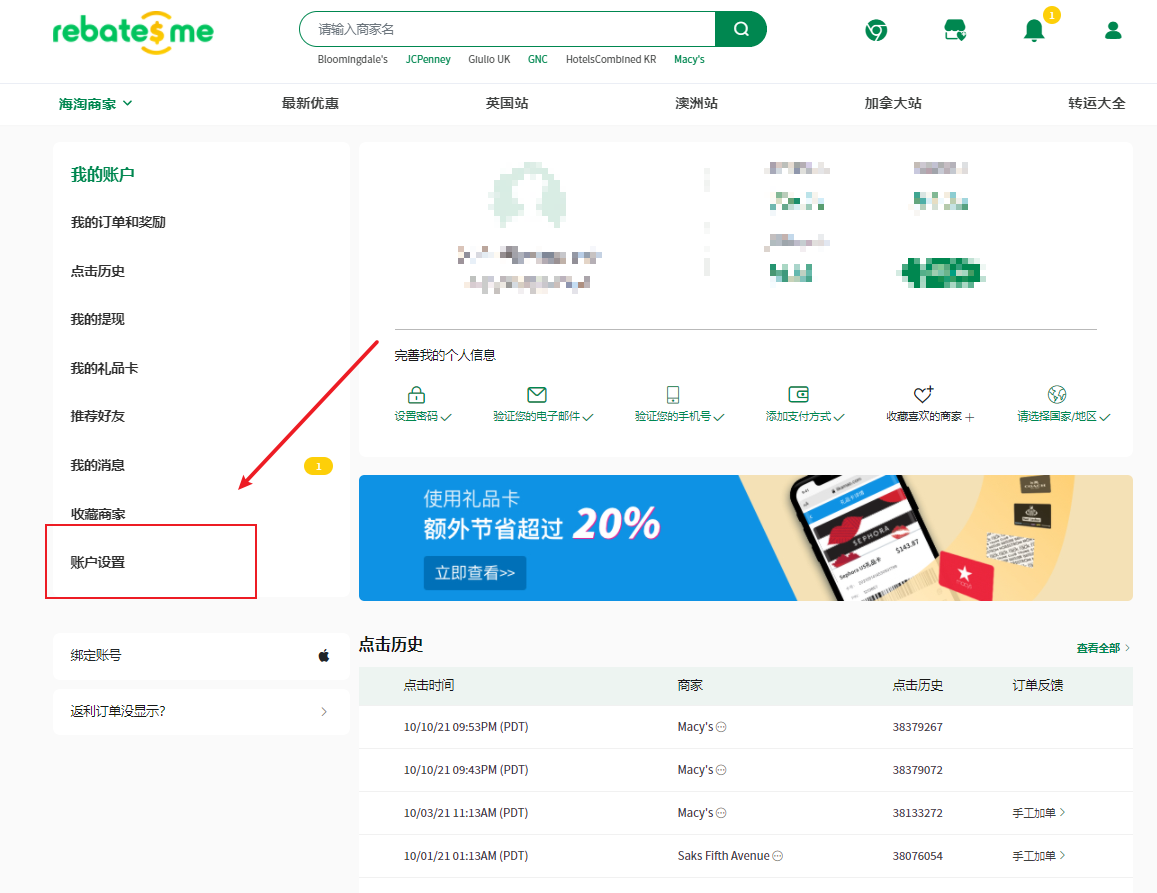 rebatesme
请输入商家名
1
Bloomingdale's JCPenney Giulio UK GNC HotelsCombined KR Macy's
海淘商家 最新优惠 英国站 澳洲站 加拿大站 转运大全
我的账户
我的订单和奖励
点击历史
我的提现
我的礼品卡
推荐好友
我的消息 1
收藏商家
账户设置
绑定账号
返利订单没显示?
完善我的个人信息
设置密码 验证您的电子邮件 验证您的手机号 添加支付方式 收藏喜欢的商家 请选择国家/地区
使用礼品卡
额外节省超过 20%
立即查看>>
SEPHORA
Sephora US礼品卡
$143.87
点击历史 查看全部
点击时间 商家 点击历史 订单反馈
10/10/21 09:53PM (PDT) Macy's 38379267
10/10/21 09:43PM (PDT) Macy's 38379072
10/03/21 11:13AM (PDT) Macy's 38133272 手工加单
10/01/21 01:13AM (PDT) Saks Fifth Avenue 38076054 手工加单